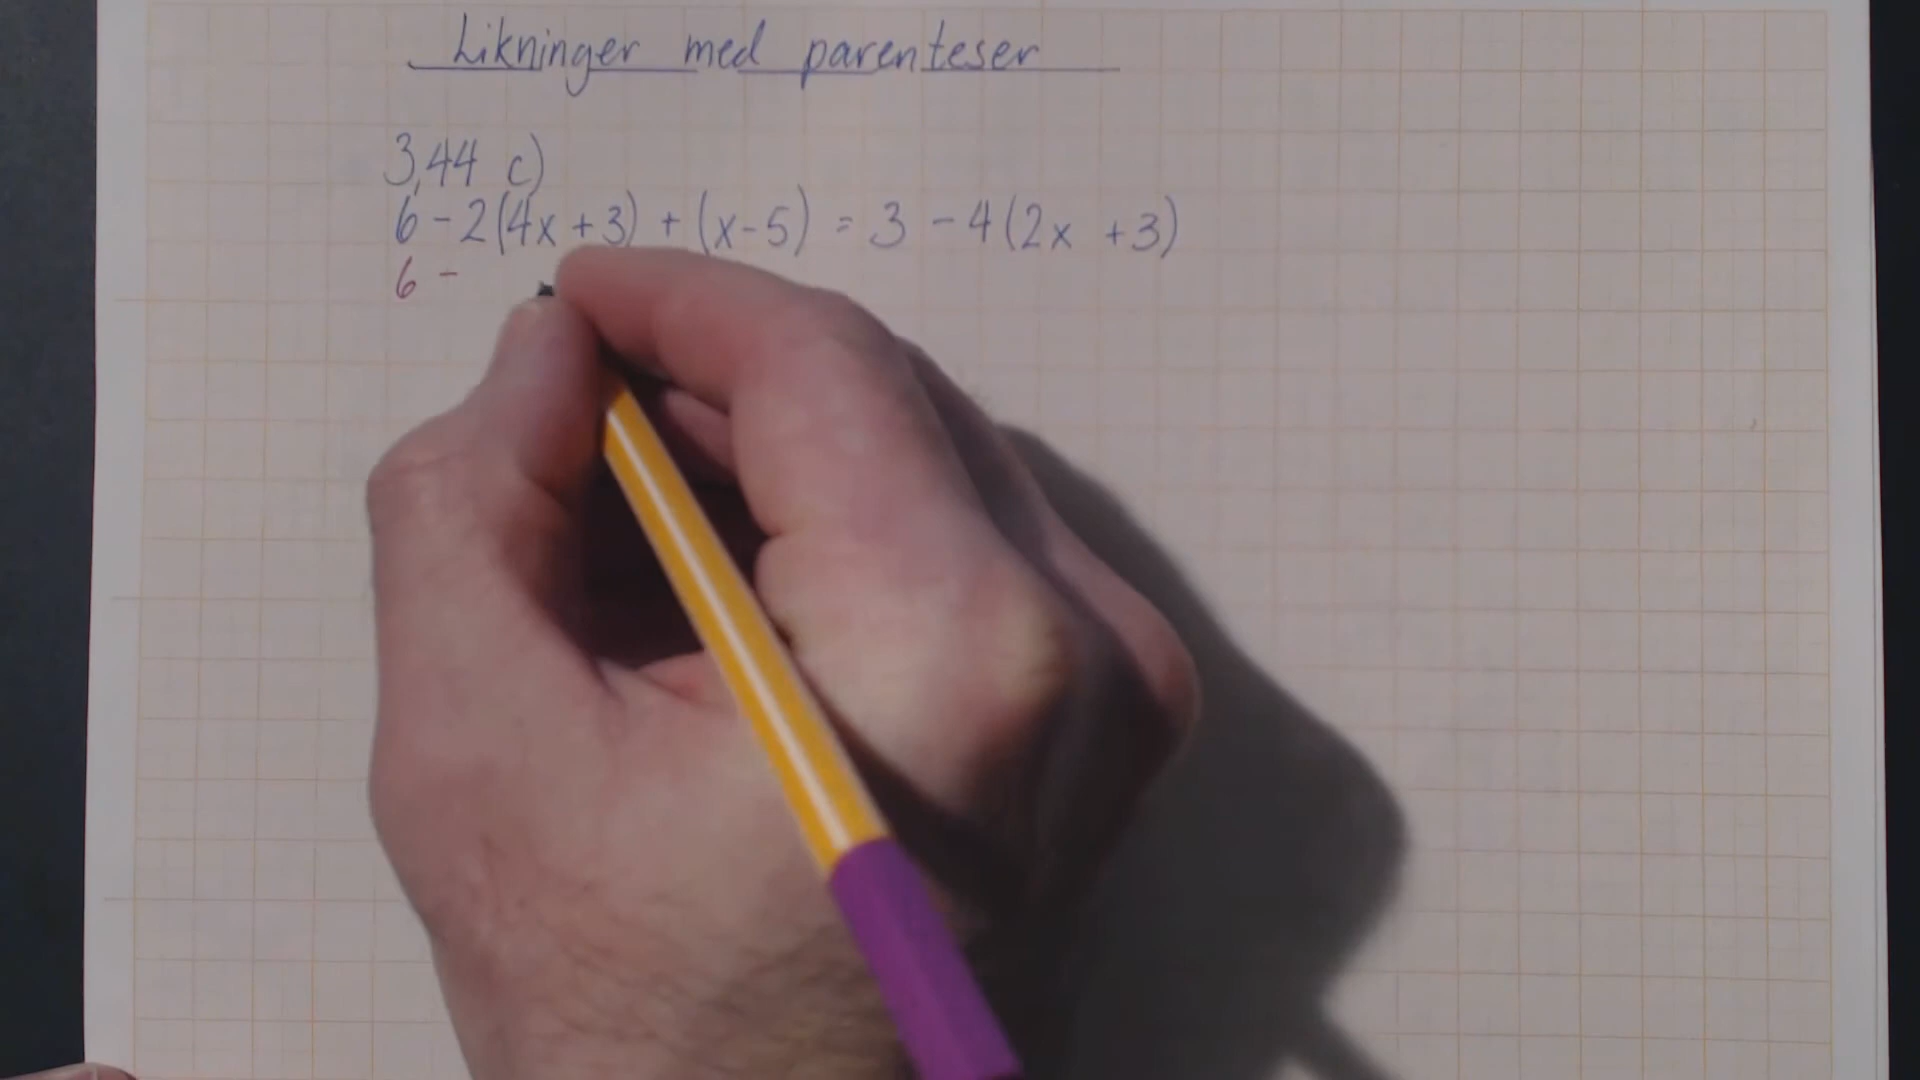 Likninger med parenteser
3,44 c)
6 - 2(4x + 3) + (x - 5) = 3 - 4(2x + 3)
6 -